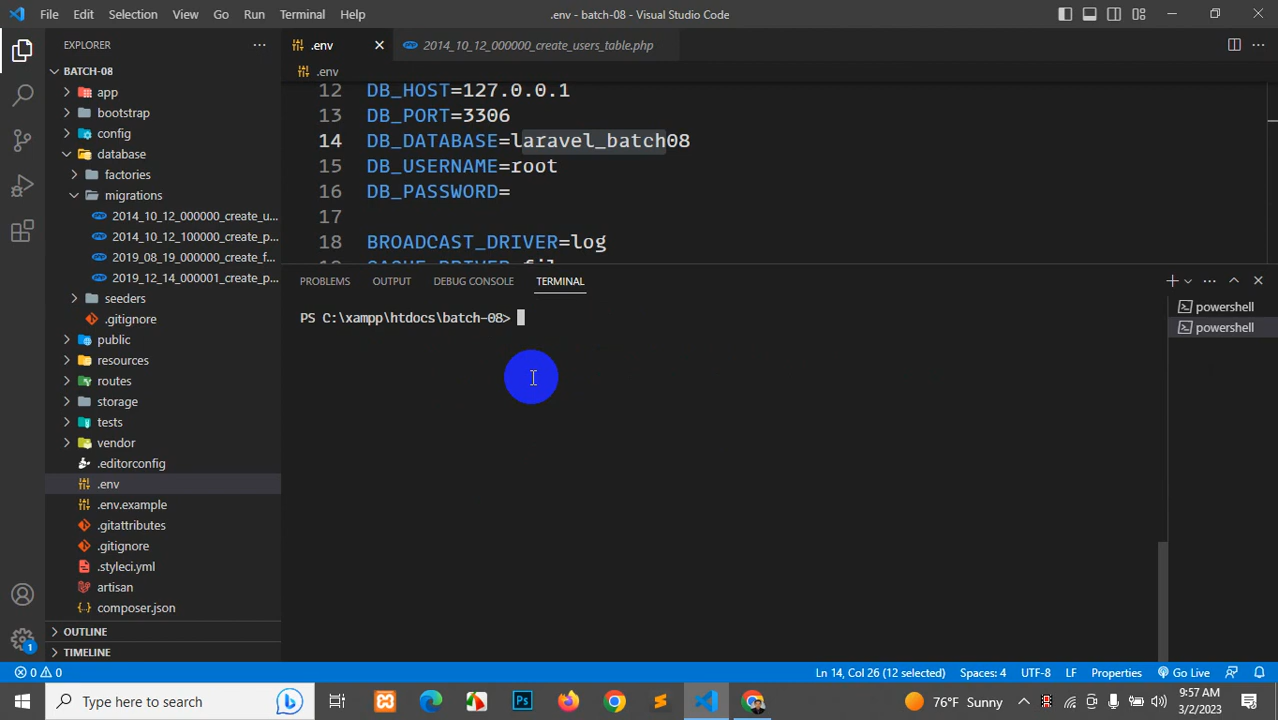 File Edit Selection View Go Run Terminal Help
.env - batch-08 - Visual Studio Code
EXPLORER
BATCH-08
app
bootstrap
config
database
factories
migrations
2014_10_12_000000_create_u...
2014_10_12_100000_create_p...
2019_08_19_000000_create_f...
2019_12_14_000001_create_p...
seeders
.gitignore
public
resources
routes
storage
tests
vendor
.editorconfig
.env
.env.example
.gitattributes
.gitignore
.styleci.yml
artisan
composer.json
OUTLINE
TIMELINE
.env
2014_10_12_000000_create_users_table.php
.env
12 DB_HOST=127.0.0.1
13 DB_PORT=3306
14 DB_DATABASE=laravel_batch08
15 DB_USERNAME=root
16 DB_PASSWORD=
17
18 BROADCAST_DRIVER=log
PROBLEMS OUTPUT DEBUG CONSOLE TERMINAL
PS C:\xampp\htdocs\batch-08>
powershell
powershell
1
0 0
Ln 14, Col 26 (12 selected) Spaces: 4 UTF-8 LF Properties Go Live
Type here to search
Ps
76°F Sunny
9:57 AM
3/2/2023